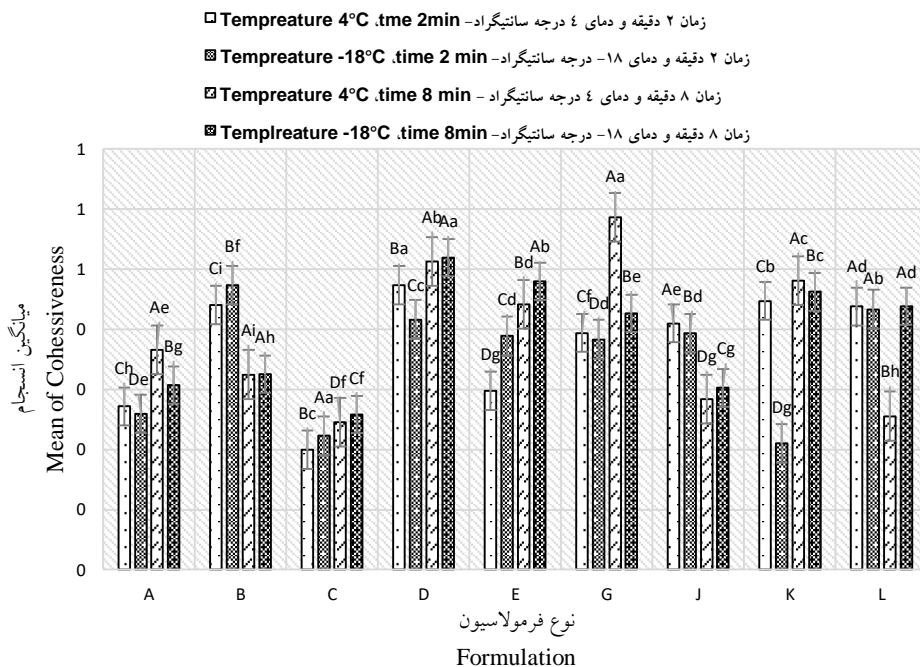 Tempreature 4°C ،tme 2min -زمان ۲ دقیقه و دمای ٤ درجه سانتیگراد
Tempreature -18°C ،time 2 min -زمان ۲ دقیقه و دمای ۱۸- درجه سانتیگراد
Tempreature 4°C ،time 8 min - زمان ۸ دقیقه و دمای ٤ درجه سانتیگراد
Templreature -18°C ،time 8min -زمان ۸ دقیقه و دمای ۱۸- درجه سانتیگراد
1
1
1
0
0
0
0
0
میانگین انسجام
Mean of Cohessiveness
Ch De Ae Bg
Ci Bf Ai Ah
Bc Aa Df Cf
Ba Cc Ab Aa
Dg Cd Bd Ab
Cf Dd Aa Be
Ae Bd Dg Cg
Cb Dg Ac Bc
Ad Ab Bh Ad
A B C D E G J K L
نوع فرمولاسیون
Formulation